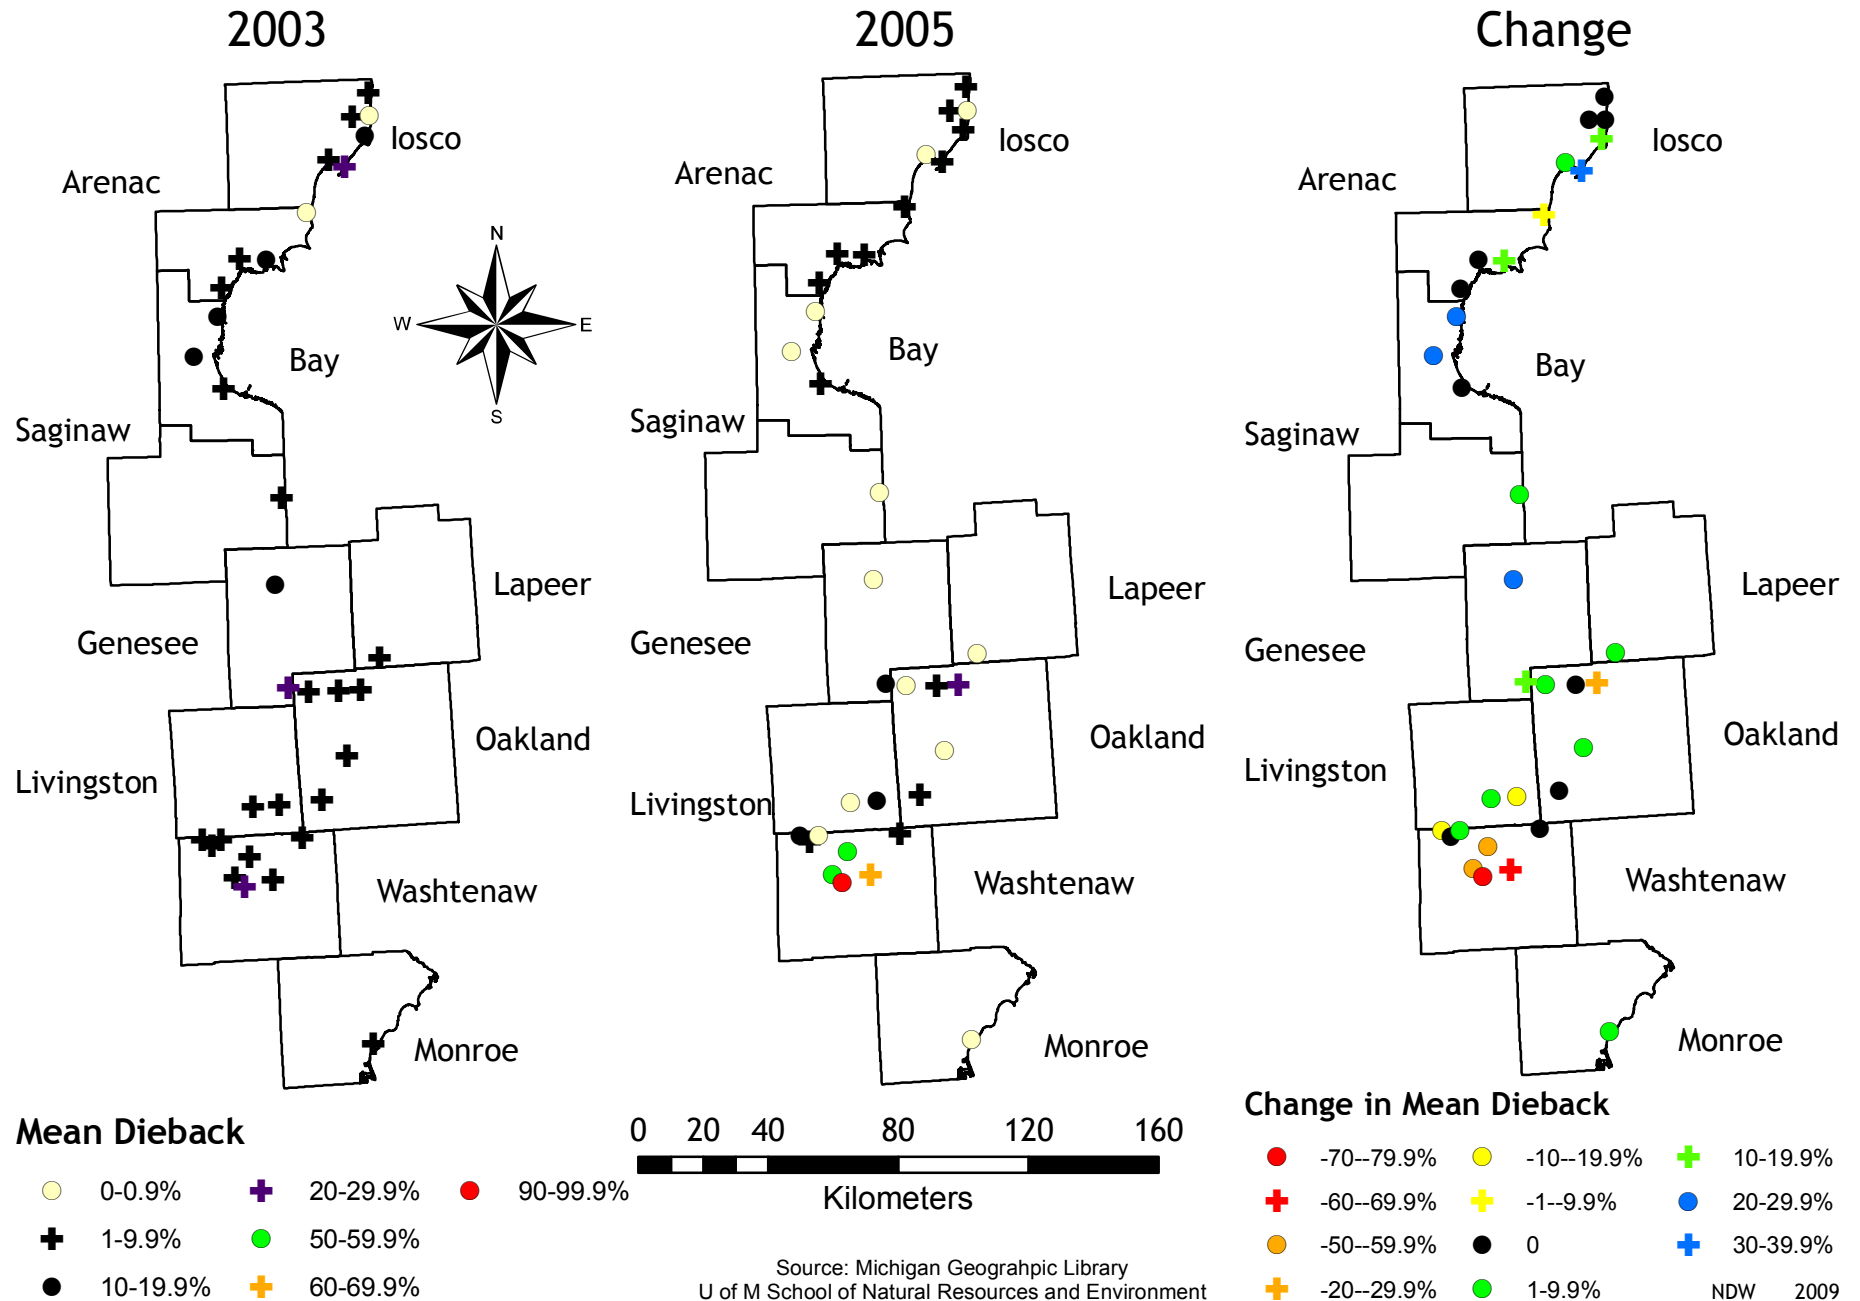 2003
2005
Change
Iosco
Arenac
Bay
Saginaw
Lapeer
Genesee
Oakland
Livingston
Washtenaw
Monroe
N
W
E
S
Iosco
Arenac
Bay
Saginaw
Lapeer
Genesee
Oakland
Livingston
Washtenaw
Monroe
Iosco
Arenac
Bay
Saginaw
Lapeer
Genesee
Oakland
Livingston
Washtenaw
Monroe
Mean Dieback
0-0.9%
1-9.9%
10-19.9%
20-29.9%
50-59.9%
60-69.9%
90-99.9%
0 20 40 80 120 160
Kilometers
Source: Michigan Geograhpic Library
U of M School of Natural Resources and Environment
Change in Mean Dieback
-70--79.9%
-60--69.9%
-50--59.9%
-20--29.9%
-10--19.9%
-1--9.9%
0
1-9.9%
10-19.9%
20-29.9%
30-39.9%
NDW 2009